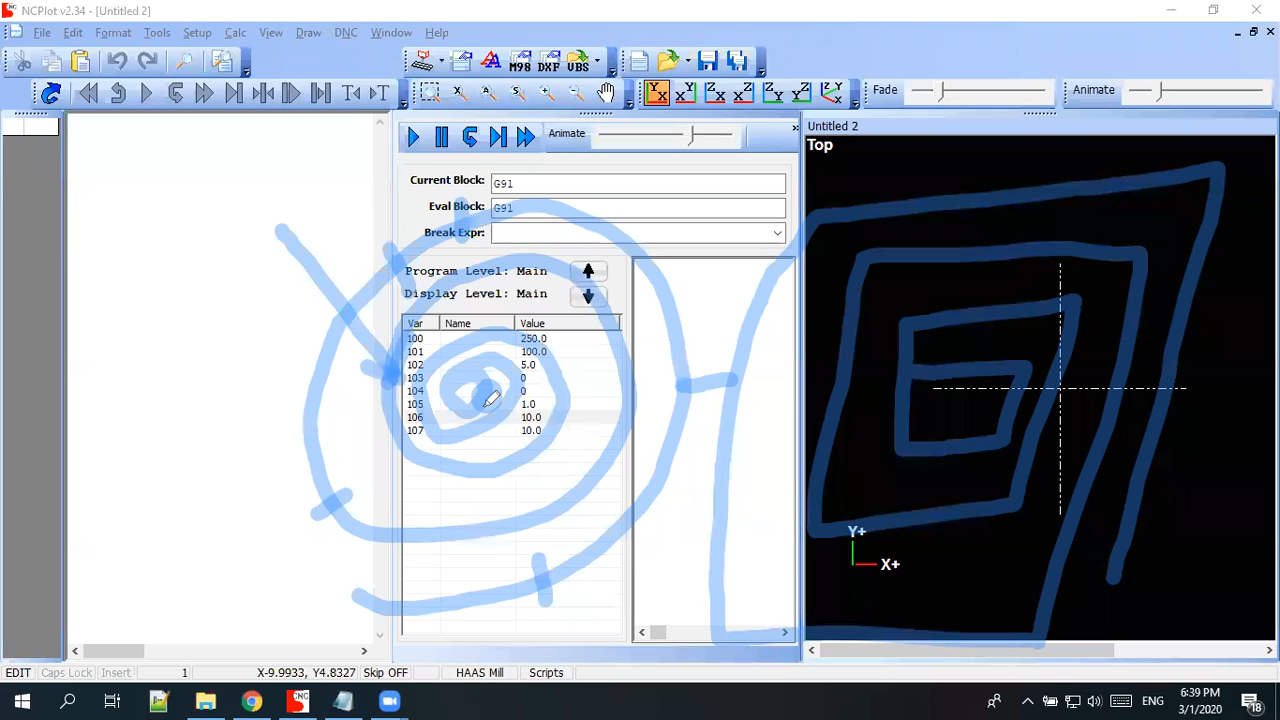 NCPlot v2.34 - [Untitled 2]
File Edit Format Tools Setup Calc View Draw DNC Window Help
M98 DXF VBS
Fade Animate
Animate
Untitled 2
Top
Current Block: G91
Eval Block: G91
Break Expr:
Program Level: Main
Display Level: Main
Var Name Value
100 250.0
101 100.0
102 5.0
103 0
104 0
105 1.0
106 10.0
107 10.0
Y+
X+
EDIT Caps Lock Insert 1 X-9.9933, Y4.8327 Skip OFF HAAS Mill Scripts
ENG
6:39 PM
3/1/2020
18